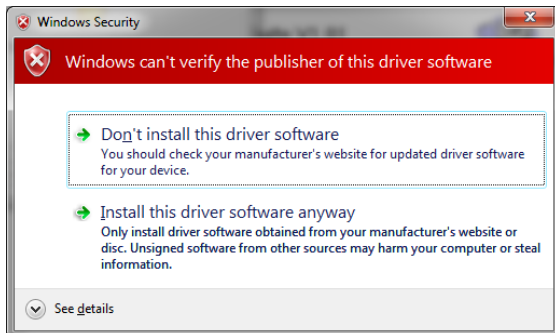 Windows Security
Windows can't verify the publisher of this driver software
Don't install this driver software
You should check your manufacturer's website for updated driver software
for your device.
Install this driver software anyway
Only install driver software obtained from your manufacturer's website or
disc. Unsigned software from other sources may harm your computer or steal
information.
See details